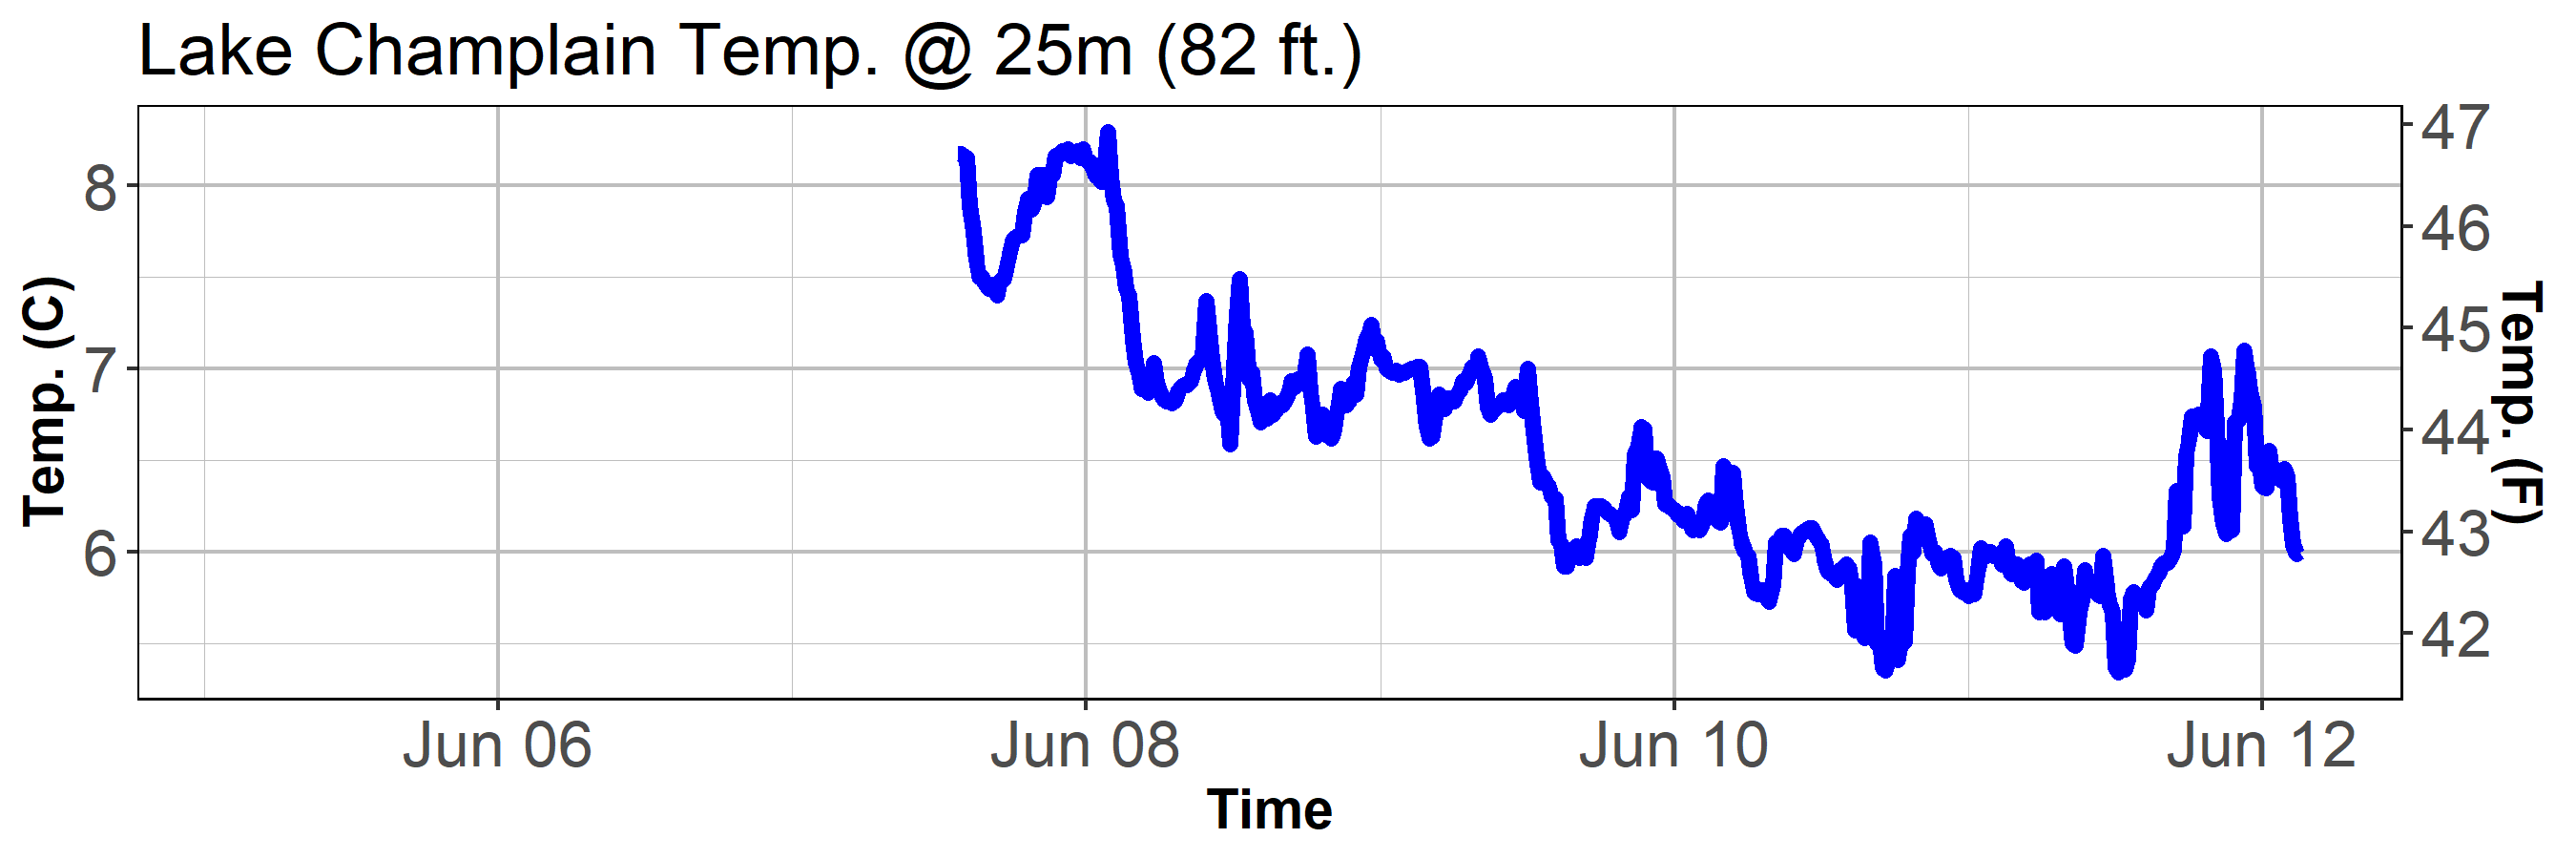 Lake Champlain Temp. @ 25m (82 ft.)
Temp. (C)
8
7
6
47
46
45
44
43
42
Temp. (F)
Jun 06
Jun 08
Jun 10
Jun 12
Time